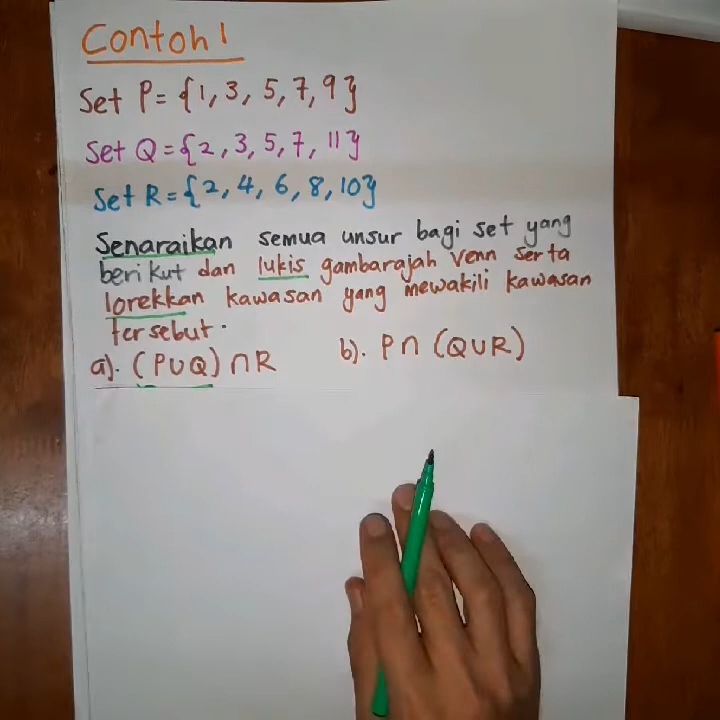 Contoh 1
Set P = {1, 3, 5, 7, 9}
Set Q = {2, 3, 5, 7, 11}
Set R = {2, 4, 6, 8, 10}
Senaraikan semua unsur bagi set yang
berikut dan lukis gambarajah venn serta
lorekkan kawasan yang mewakili kawasan
tersebut.
a). (P∪Q) ∩ R b). P∩ (Q∪R)